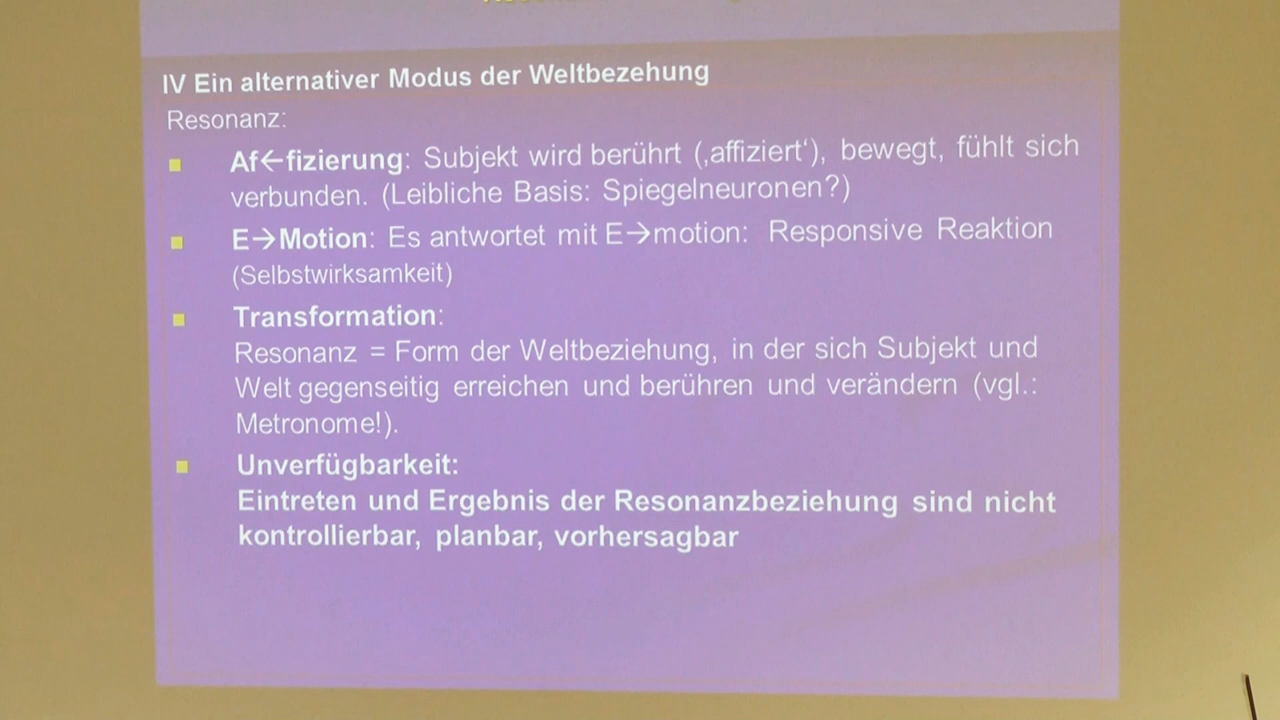 IV Ein alternativer Modus der Weltbezehung
Resonanz:
Af←fizierung: Subjekt wird berührt (‚affiziert‘), bewegt, fühlt sich
verbunden. (Leibliche Basis: Spiegelneuronen?)
E→Motion: Es antwortet mit E→motion: Responsive Reaktion
(Selbstwirksamkeit)
Transformation:
Resonanz = Form der Weltbeziehung, in der sich Subjekt und
Welt gegenseitig erreichen und berühren und verändern (vgl.:
Metronome!).
Unverfügbarkeit:
Eintreten und Ergebnis der Resonanzbeziehung sind nicht
kontrollierbar, planbar, vorhersagbar